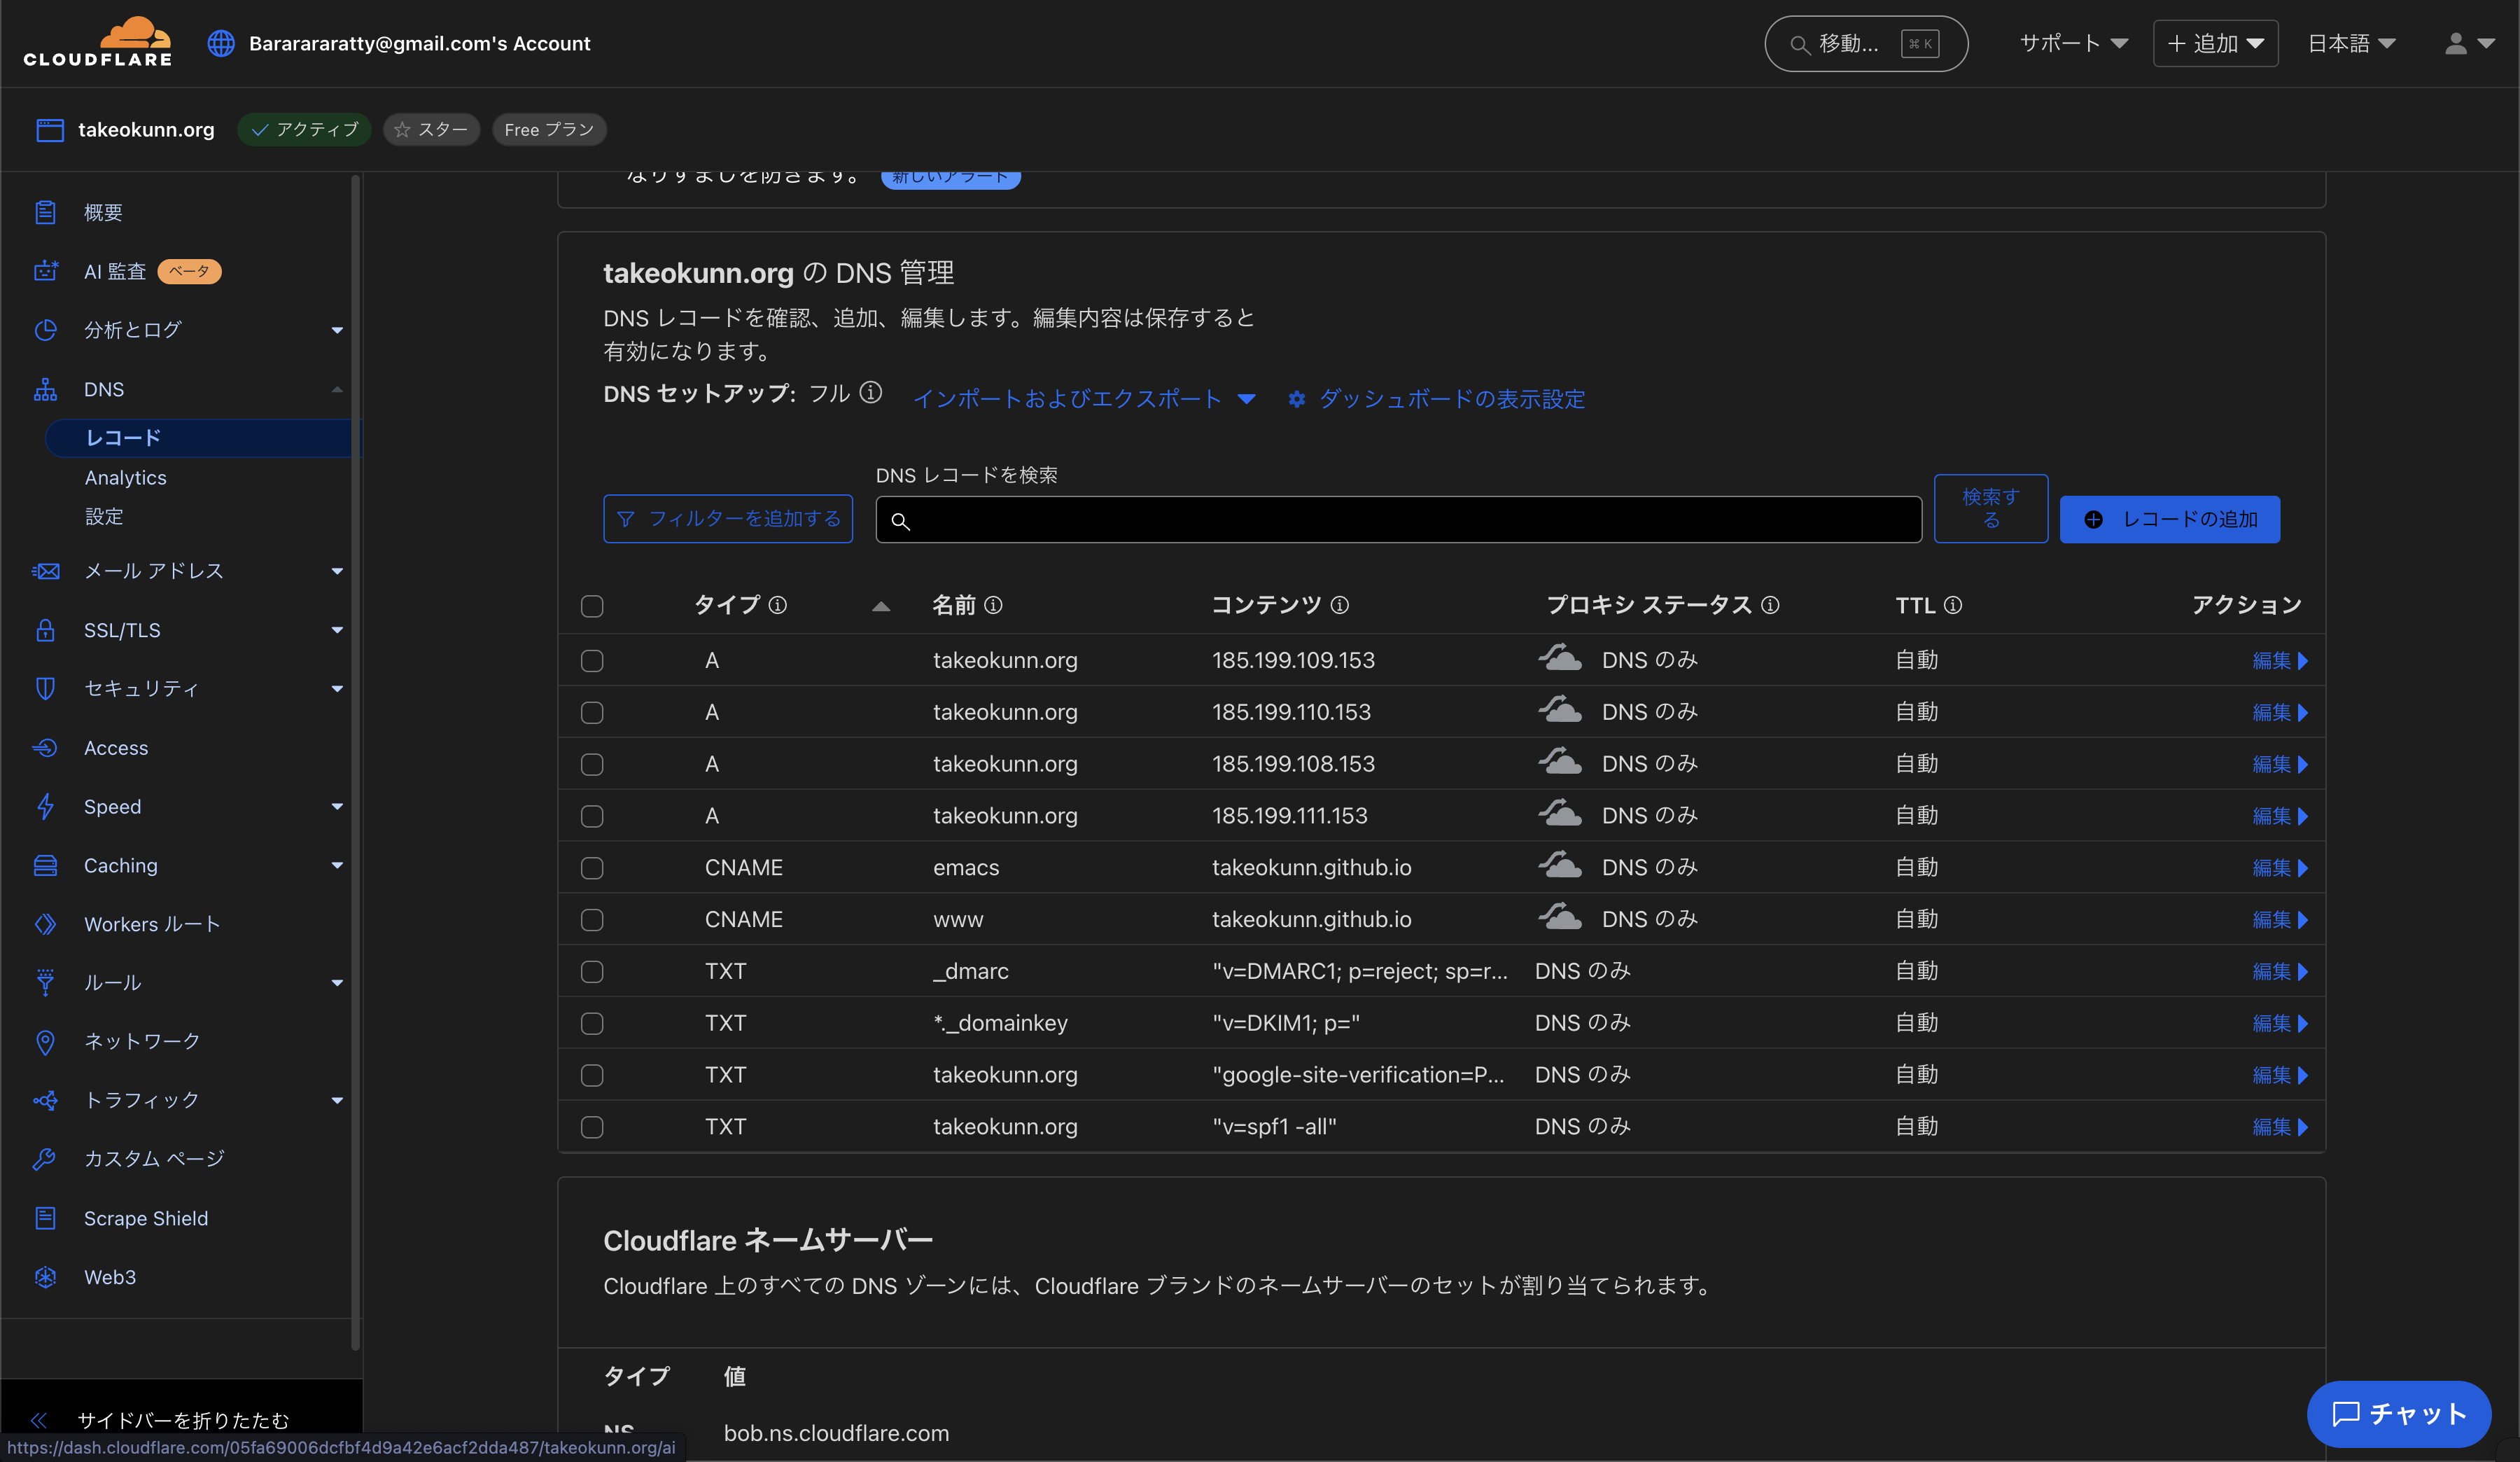 CLOUDFLARE
Bararararatty@gmail.com's Account
移動... ⌘ K
サポート
+ 追加
日本語
takeokunn.org
アクティブ
スター
Free プラン
概要
AI 監査 ベータ
分析とログ
DNS
レコード
Analytics
設定
メール アドレス
SSL/TLS
セキュリティ
Access
Speed
Caching
Workers ルート
ルール
ネットワーク
トラフィック
カスタム ページ
Scrape Shield
Web3
サイドバーを折りたたむ
https://dash.cloudflare.com/05fa69006dcfbf4d9a42e6acf2dda487/takeokunn.org/ai
なりすましを防ぎます。 新しいアラート
takeokunn.org の DNS 管理
DNS レコードを確認、追加、編集します。編集内容は保存すると
有効になります。
DNS セットアップ: フル インポートおよびエクスポート ダッシュボードの表示設定
DNS レコードを検索
フィルターを追加する
検索す
る
レコードの追加
タイプ 名前 コンテンツ プロキシ ステータス TTL アクション
A takeokunn.org 185.199.109.153 DNS のみ 自動 編集
A takeokunn.org 185.199.110.153 DNS のみ 自動 編集
A takeokunn.org 185.199.108.153 DNS のみ 自動 編集
A takeokunn.org 185.199.111.153 DNS のみ 自動 編集
CNAME emacs takeokunn.github.io DNS のみ 自動 編集
CNAME www takeokunn.github.io DNS のみ 自動 編集
TXT _dmarc "v=DMARC1; p=reject; sp=r... DNS のみ 自動 編集
TXT *._domainkey "v=DKIM1; p=" DNS のみ 自動 編集
TXT takeokunn.org "google-site-verification=P... DNS のみ 自動 編集
TXT takeokunn.org "v=spf1 -all" DNS のみ 自動 編集
Cloudflare ネームサーバー
Cloudflare 上のすべての DNS ゾーンには、Cloudflare ブランドのネームサーバーのセットが割り当てられます。
タイプ 値
NS bob.ns.cloudflare.com
チャット